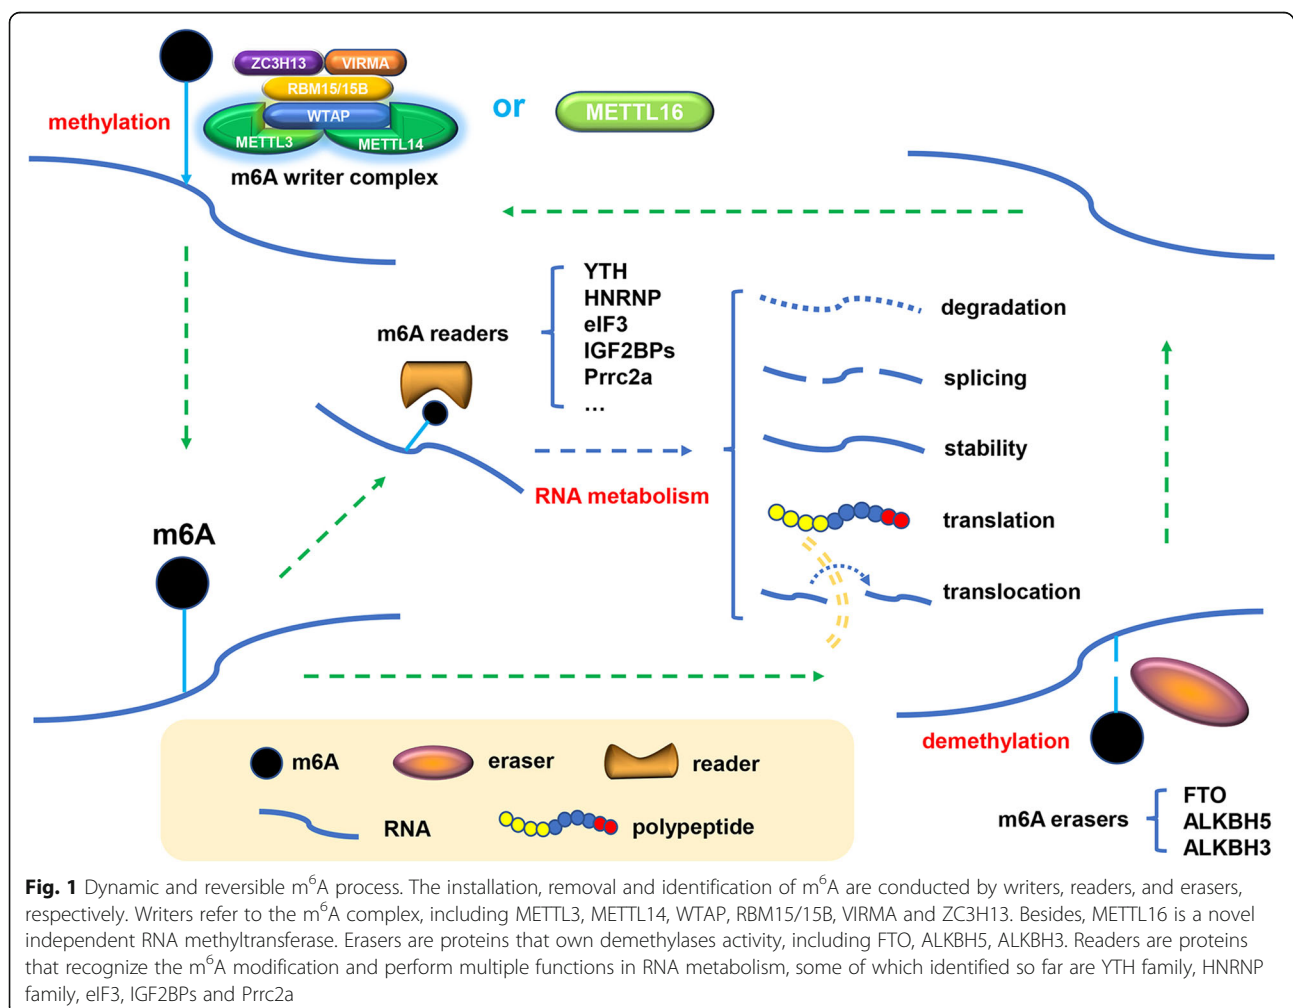 ZC3H13 VIRMA
RBM15/15B
WTAP
METTL3 METTL14
methylation
m6A writer complex
or
METTL16
m6A readers
YTH
HNRNP
eIF3
IGF2BPs
Prrc2a
...
RNA metabolism
degradation
splicing
stability
translation
translocation
m6A
demethylation
m6A erasers
FTO
ALKBH5
ALKBH3
m6A
eraser
reader
RNA
polypeptide
Fig. 1 Dynamic and reversible m⁶A process. The installation, removal and identification of m⁶A are conducted by writers, readers, and erasers,
respectively. Writers refer to the m⁶A complex, including METTL3, METTL14, WTAP, RBM15/15B, VIRMA and ZC3H13. Besides, METTL16 is a novel
independent RNA methyltransferase. Erasers are proteins that own demethylases activity, including FTO, ALKBH5, ALKBH3. Readers are proteins
that recognize the m⁶A modification and perform multiple functions in RNA metabolism, some of which identified so far are YTH family, HNRNP
family, eIF3, IGF2BPs and Prrc2a